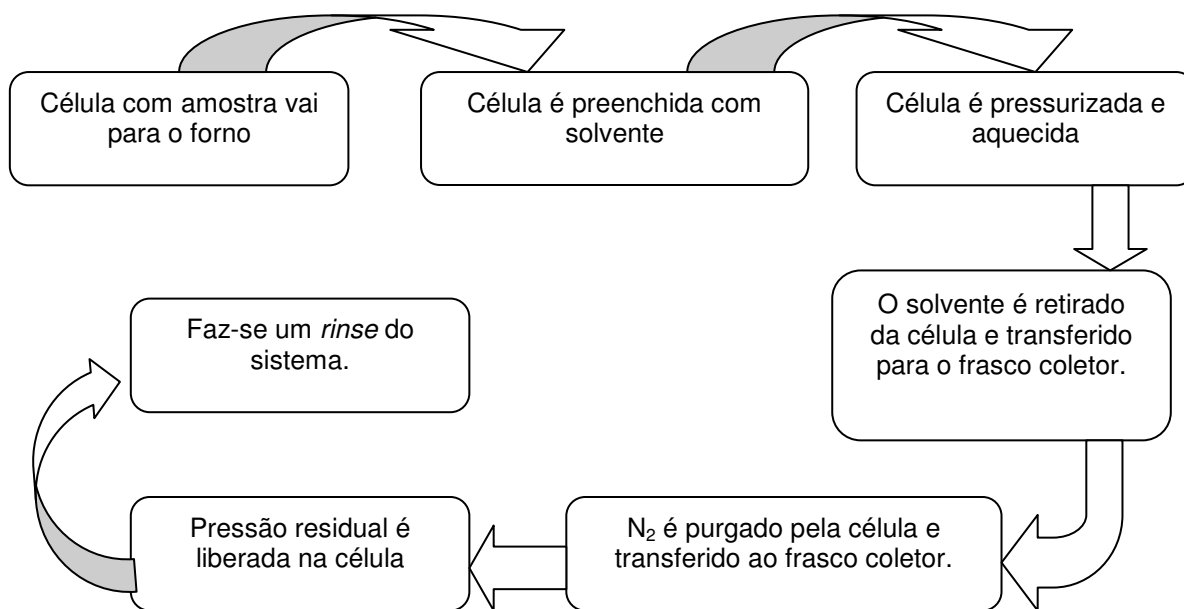 Célula com amostra vai
para o forno
Célula é preenchida com
solvente
Célula é pressurizada e
aquecida
O solvente é retirado
da célula e transferido
para o frasco coletor.
N₂ é purgado pela célula e
transferido ao frasco coletor.
Pressão residual é
liberada na célula
Faz-se um rinse do
sistema.